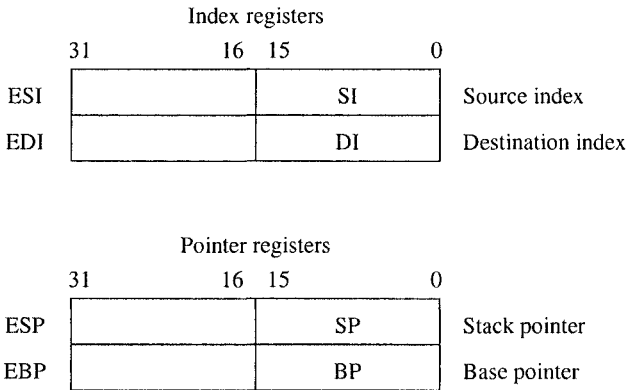 Index registers
31 16 15 0
ESI SI Source index
EDI DI Destination index
Pointer registers
31 16 15 0
ESP SP Stack pointer
EBP BP Base pointer